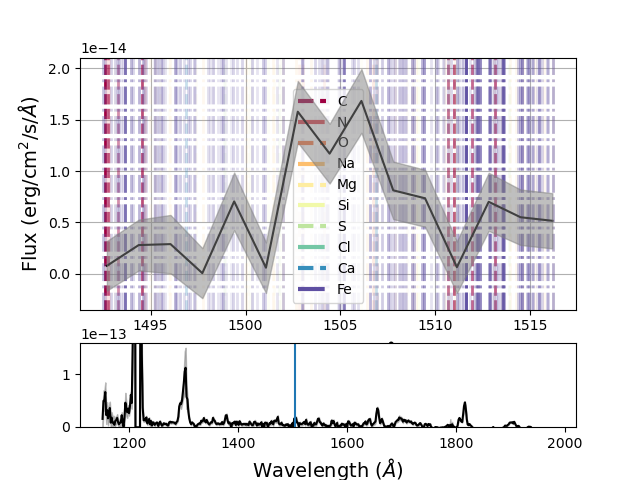 1e−14
2.0
1.5
1.0
0.5
0.0
Flux (erg/cm²/s/Å)
C
N
O
Na
Mg
Si
S
Cl
Ca
Fe
1495 1500 1505 1510 1515
1e−13
1
0
1200 1400 1600 1800 2000
Wavelength (Å)